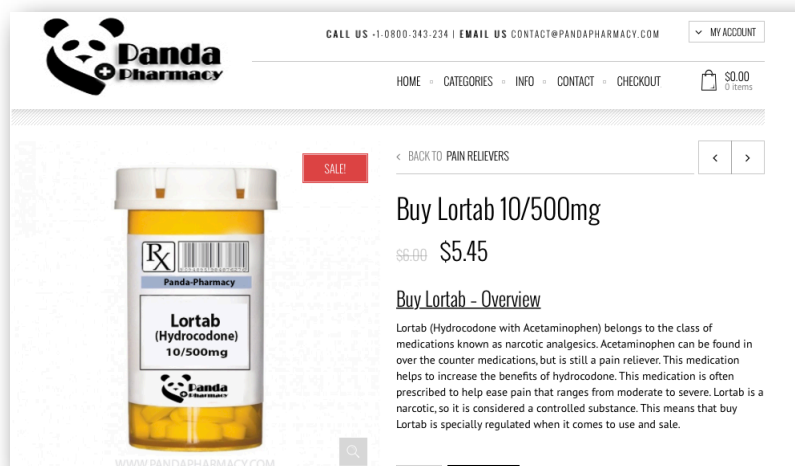 Panda
Pharmacy
CALL US +1-0800-343-234 | EMAIL US CONTACT@PANDAPHARMACY.COM
MY ACCOUNT
HOME CATEGORIES INFO CONTACT CHECKOUT
$0.00
0 items
SALE!
BACK TO PAIN RELIEVERS
Buy Lortab 10/500mg
$6.00 $5.45
Buy Lortab – Overview
Lortab (Hydrocodone with Acetaminophen) belongs to the class of
medications known as narcotic analgesics. Acetaminophen can be found in
over the counter medications, but is still a pain reliever. This medication
helps to increase the benefits of hydrocodone. This medication is often
prescribed to help ease pain that ranges from moderate to severe. Lortab is a
narcotic, so it is considered a controlled substance. This means that buy
Lortab is specially regulated when it comes to use and sale.
Rx
Panda-Pharmacy
Lortab
(Hydrocodone)
10/500mg
Panda
Pharmacy
WWW.PANDAPHARMACY.COM